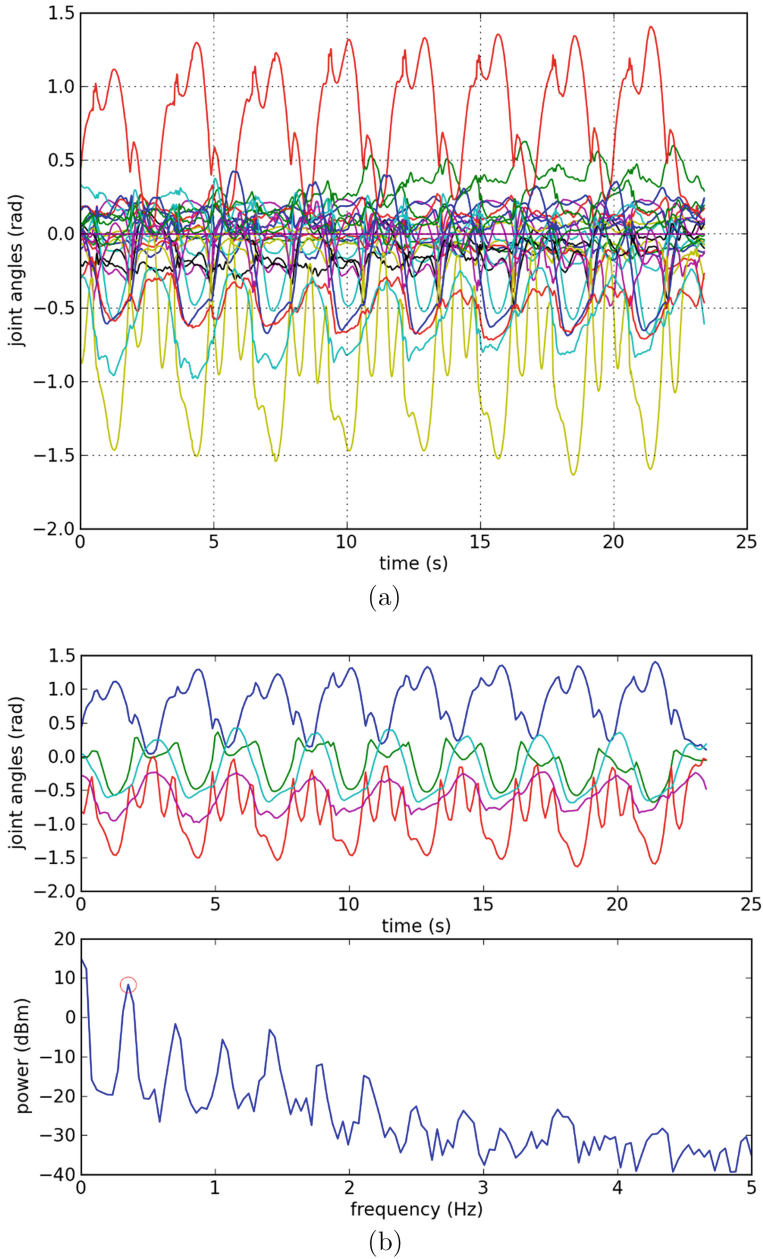 1.5
1.0
0.5
0.0
−0.5
−1.0
−1.5
−2.0
joint angles (rad)
0 5 10 15 20 25
time (s)
(a)
1.5
1.0
0.5
0.0
−0.5
−1.0
−1.5
−2.0
joint angles (rad)
0 5 10 15 20 25
time (s)
20
10
0
−10
−20
−30
−40
power (dBm)
0 1 2 3 4 5
frequency (Hz)
(b)